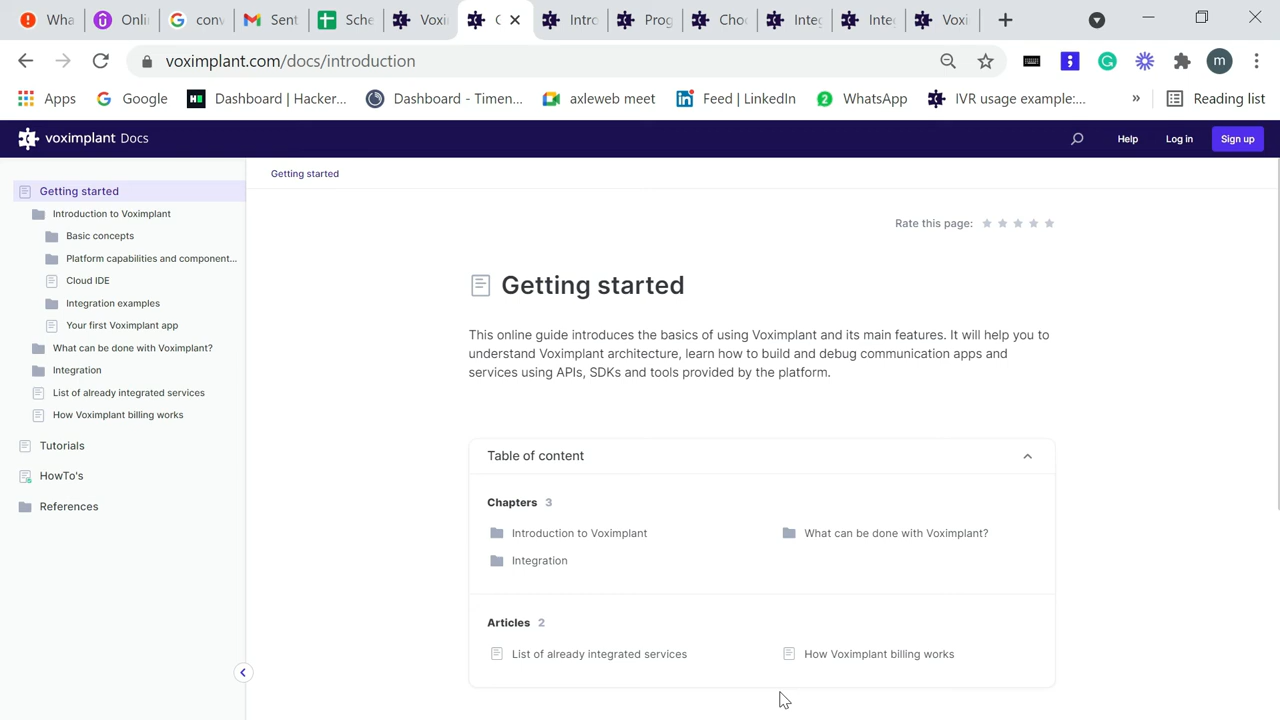 Wha
Onli
conv
Sent
Sche
Voxi
Intro
Prog
Choo
Integ
Inte
Voxi
voximplant.com/docs/introduction
m
Apps
Google
Dashboard | Hacker...
Dashboard - Timen...
axleweb meet
Feed | LinkedIn
2
WhatsApp
IVR usage example:...
»
Reading list
voximplant Docs
Help
Log in
Sign up
Getting started
Introduction to Voximplant
Basic concepts
Platform capabilities and component...
Cloud IDE
Integration examples
Your first Voximplant app
What can be done with Voximplant?
Integration
List of already integrated services
How Voximplant billing works
Tutorials
HowTo's
References
Getting started
Rate this page:
Getting started
This online guide introduces the basics of using Voximplant and its main features. It will help you to
understand Voximplant architecture, learn how to build and debug communication apps and
services using APIs, SDKs and tools provided by the platform.
Table of content
Chapters 3
Introduction to Voximplant
What can be done with Voximplant?
Integration
Articles 2
List of already integrated services
How Voximplant billing works